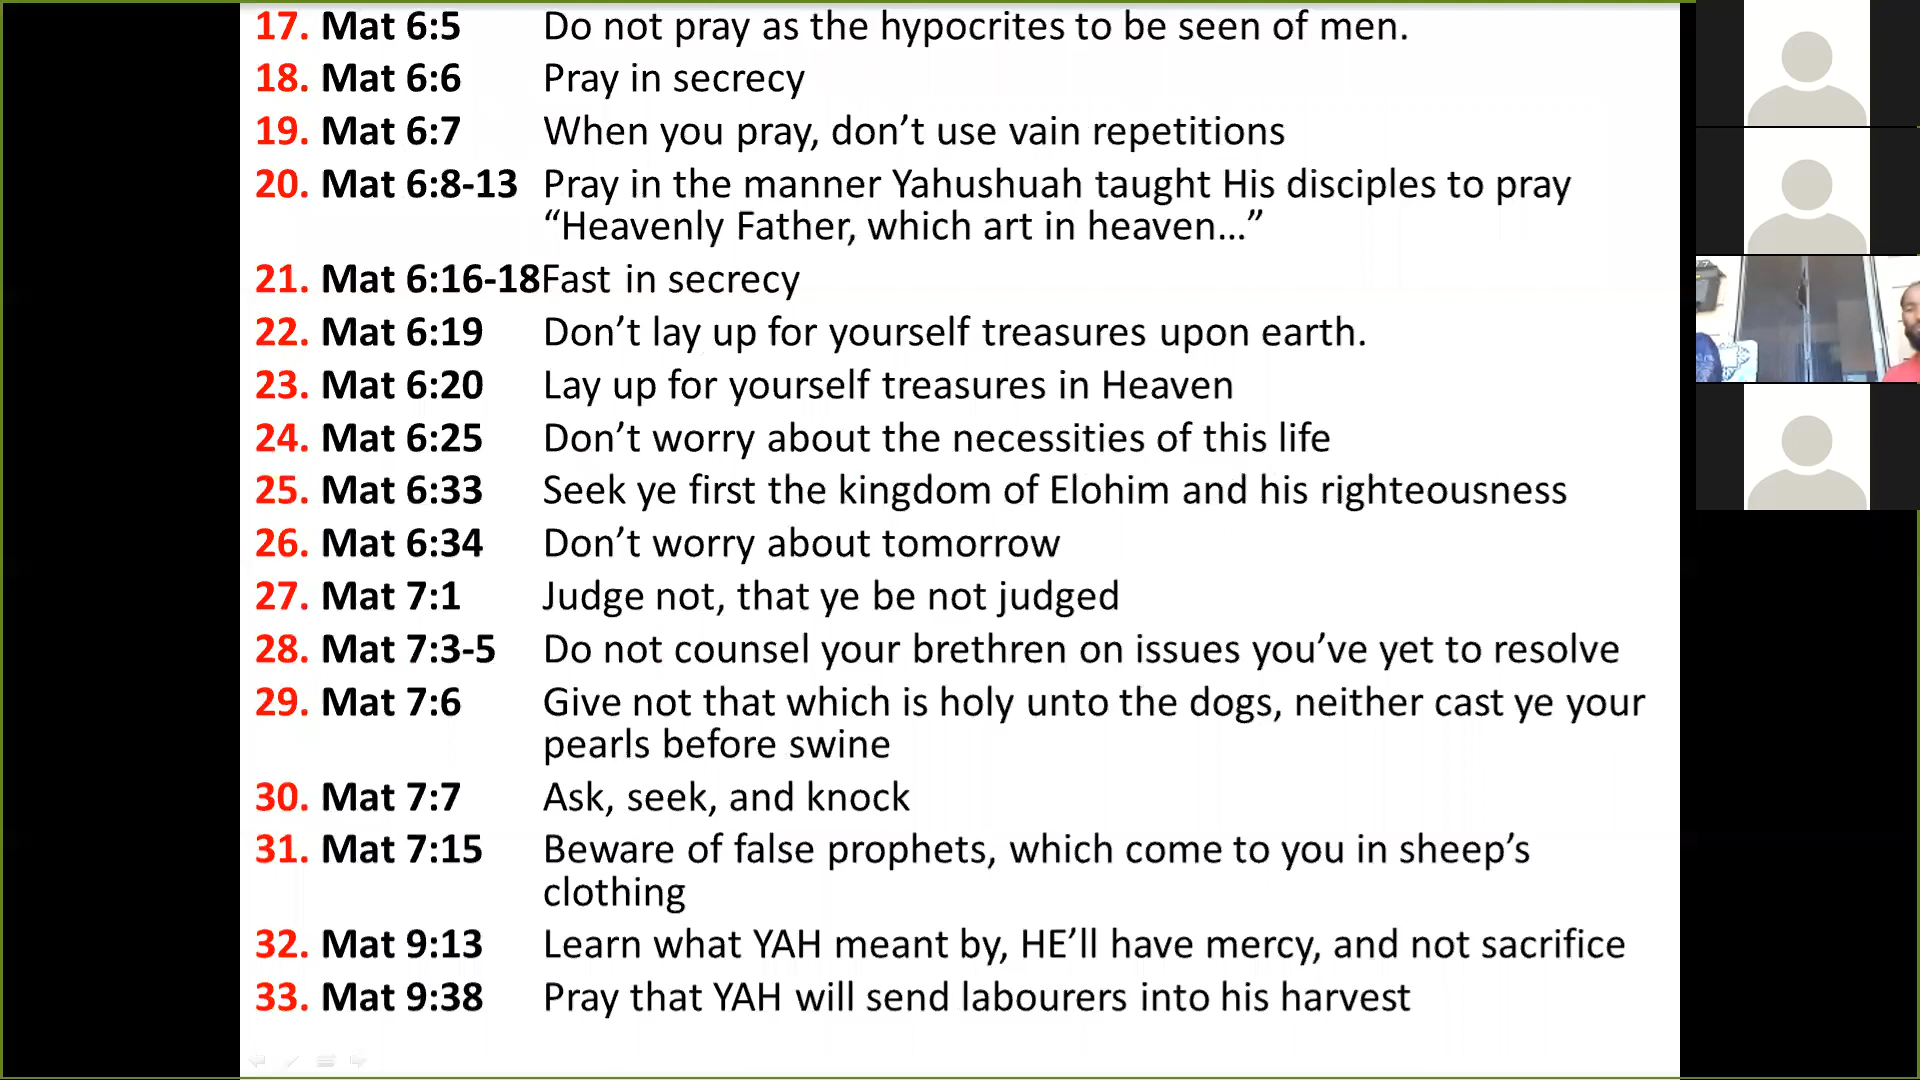 17. Mat 6:5 Do not pray as the hypocrites to be seen of men.
18. Mat 6:6 Pray in secrecy
19. Mat 6:7 When you pray, don’t use vain repetitions
20. Mat 6:8-13 Pray in the manner Yahushuah taught His disciples to pray
“Heavenly Father, which art in heaven…”
21. Mat 6:16-18Fast in secrecy
22. Mat 6:19 Don’t lay up for yourself treasures upon earth.
23. Mat 6:20 Lay up for yourself treasures in Heaven
24. Mat 6:25 Don’t worry about the necessities of this life
25. Mat 6:33 Seek ye first the kingdom of Elohim and his righteousness
26. Mat 6:34 Don’t worry about tomorrow
27. Mat 7:1 Judge not, that ye be not judged
28. Mat 7:3-5 Do not counsel your brethren on issues you’ve yet to resolve
29. Mat 7:6 Give not that which is holy unto the dogs, neither cast ye your
pearls before swine
30. Mat 7:7 Ask, seek, and knock
31. Mat 7:15 Beware of false prophets, which come to you in sheep’s
clothing
32. Mat 9:13 Learn what YAH meant by, HE’ll have mercy, and not sacrifice
33. Mat 9:38 Pray that YAH will send labourers into his harvest